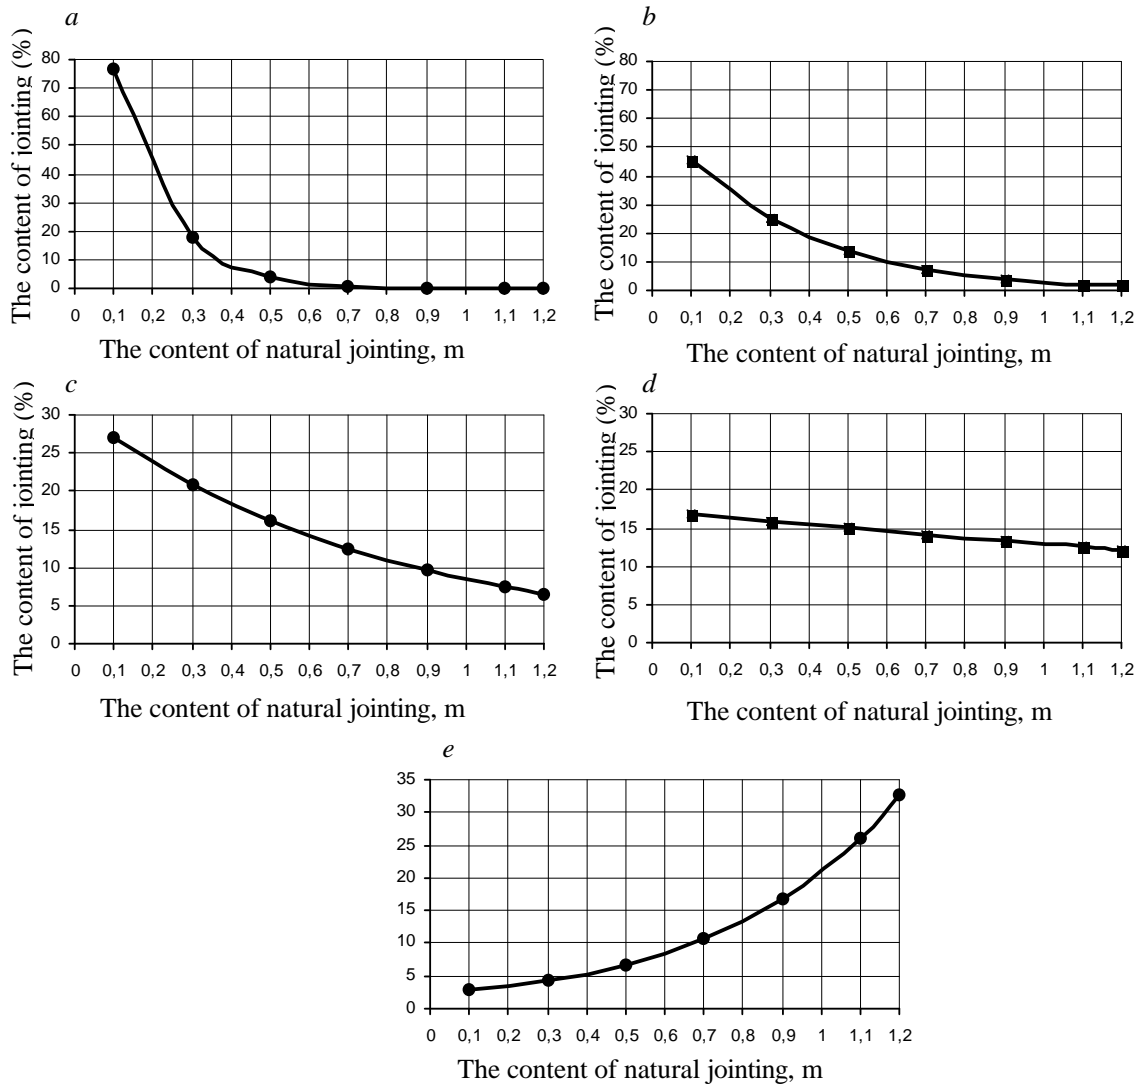 a
The content of jointing (%)
80
70
60
50
40
30
20
10
0
0 0,1 0,2 0,3 0,4 0,5 0,6 0,7 0,8 0,9 1 1,1 1,2
The content of natural jointing, m
b
The content of jointing (%)
80
70
60
50
40
30
20
10
0
0 0,1 0,2 0,3 0,4 0,5 0,6 0,7 0,8 0,9 1 1,1 1,2
The content of natural jointing, m
c
The content of jointing (%)
30
25
20
15
10
5
0
0 0,1 0,2 0,3 0,4 0,5 0,6 0,7 0,8 0,9 1 1,1 1,2
The content of natural jointing, m
d
The content of jointing (%)
30
25
20
15
10
5
0
0 0,1 0,2 0,3 0,4 0,5 0,6 0,7 0,8 0,9 1 1,1 1,2
The content of natural jointing, m
e
35
30
25
20
15
10
5
0
0 0,1 0,2 0,3 0,4 0,5 0,6 0,7 0,8 0,9 1 1,1 1,2
The content of natural jointing, m